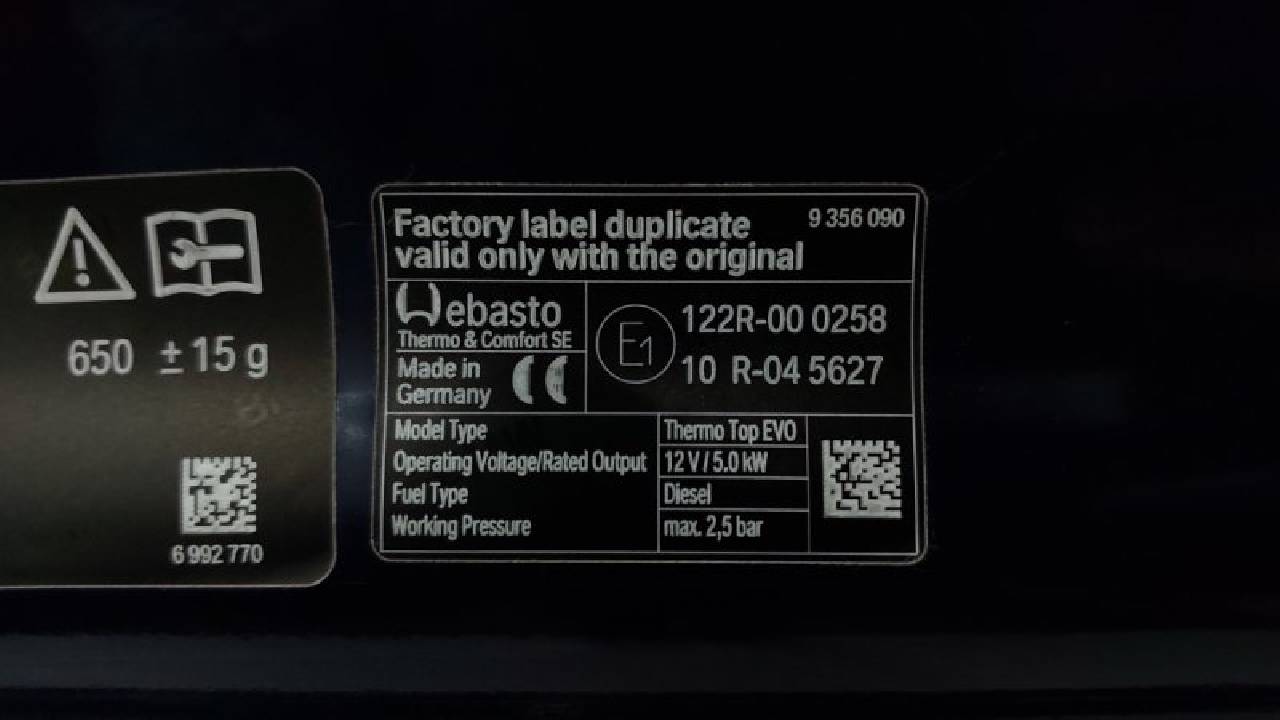 650 ± 15 g
6 992 770
Factory label duplicate 9 356 090
valid only with the original
Webasto
Thermo & Comfort SE
Made in
Germany
CE
E1
122R-00 0258
10 R-04 5627
Model Type Thermo Top EVO
Operating Voltage/Rated Output 12 V / 5.0 kW
Fuel Type Diesel
Working Pressure max. 2,5 bar